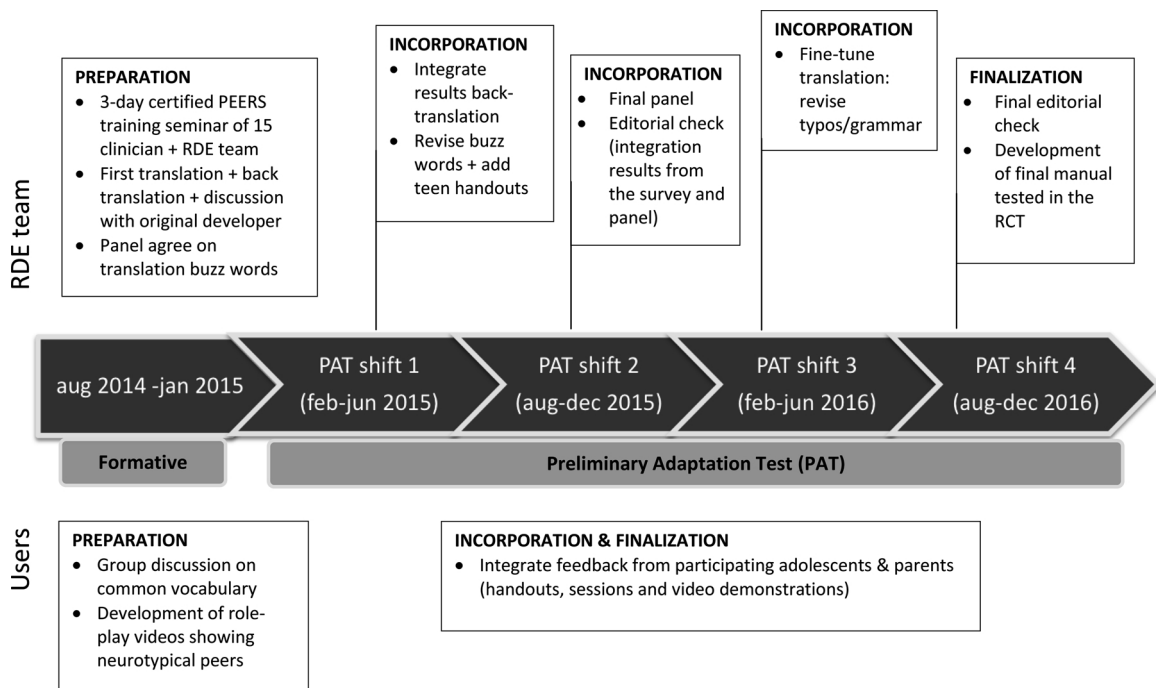 RDE team
PREPARATION
• 3-day certified PEERS
training seminar of 15
clinician + RDE team
• First translation + back
translation + discussion
with original developer
• Panel agree on
translation buzz words
INCORPORATION
• Integrate
results back-
translation
• Revise buzz
words + add
teen handouts
INCORPORATION
• Final panel
• Editorial check
(integration
results from
the survey and
panel)
INCORPORATION
• Fine-tune
translation:
revise
typos/grammar
FINALIZATION
• Final editorial
check
• Development of
final manual
tested in the
RCT
aug 2014 -jan 2015
PAT shift 1
(feb-jun 2015)
PAT shift 2
(aug-dec 2015)
PAT shift 3
(feb-jun 2016)
PAT shift 4
(aug-dec 2016)
Formative
Preliminary Adaptation Test (PAT)
Users
PREPARATION
• Group discussion on
common vocabulary
• Development of role-
play videos showing
neurotypical peers
INCORPORATION & FINALIZATION
• Integrate feedback from participating adolescents & parents
(handouts, sessions and video demonstrations)